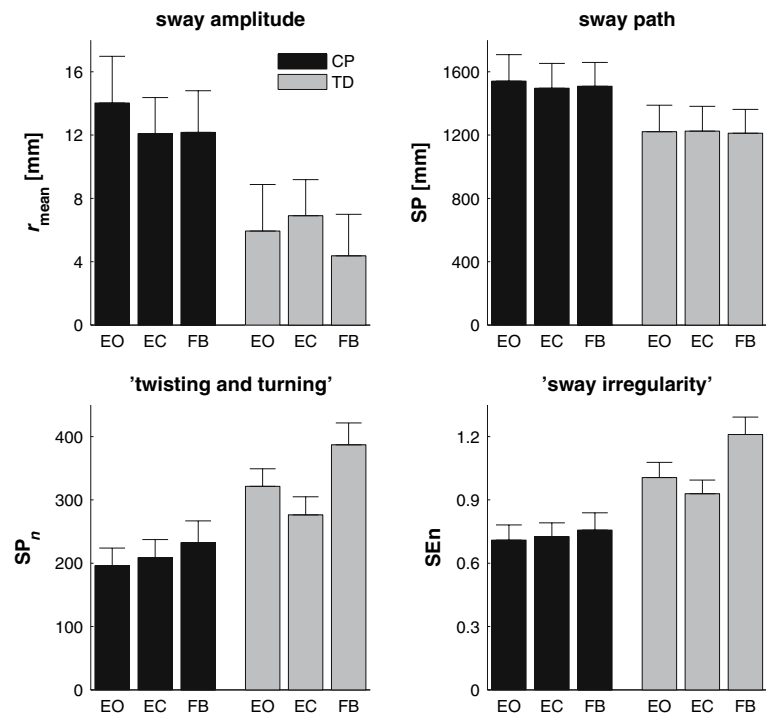 sway amplitude
16
12
8
4
0
r mean [mm]
CP
TD
EO EC FB EO EC FB
sway path
1600
1200
800
400
0
SP [mm]
EO EC FB EO EC FB
’twisting and turning’
400
300
200
100
0
SPn
EO EC FB EO EC FB
’sway irregularity’
1.2
0.9
0.6
0.3
0
SEn
EO EC FB EO EC FB